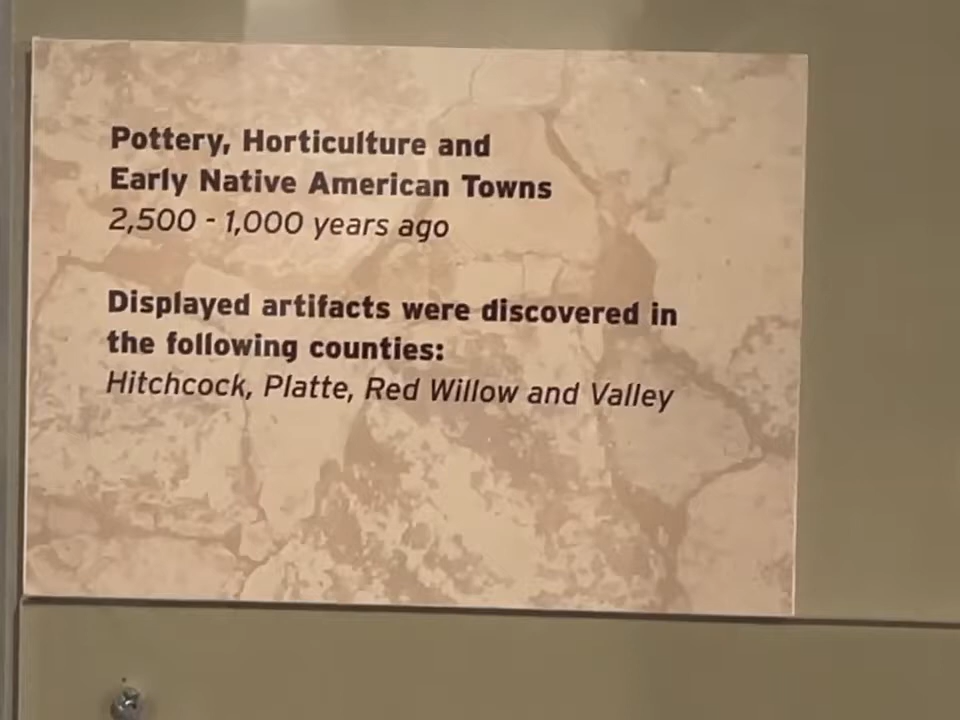 Pottery, Horticulture and
Early Native American Towns
2,500 - 1,000 years ago
Displayed artifacts were discovered in
the following counties:
Hitchcock, Platte, Red Willow and Valley